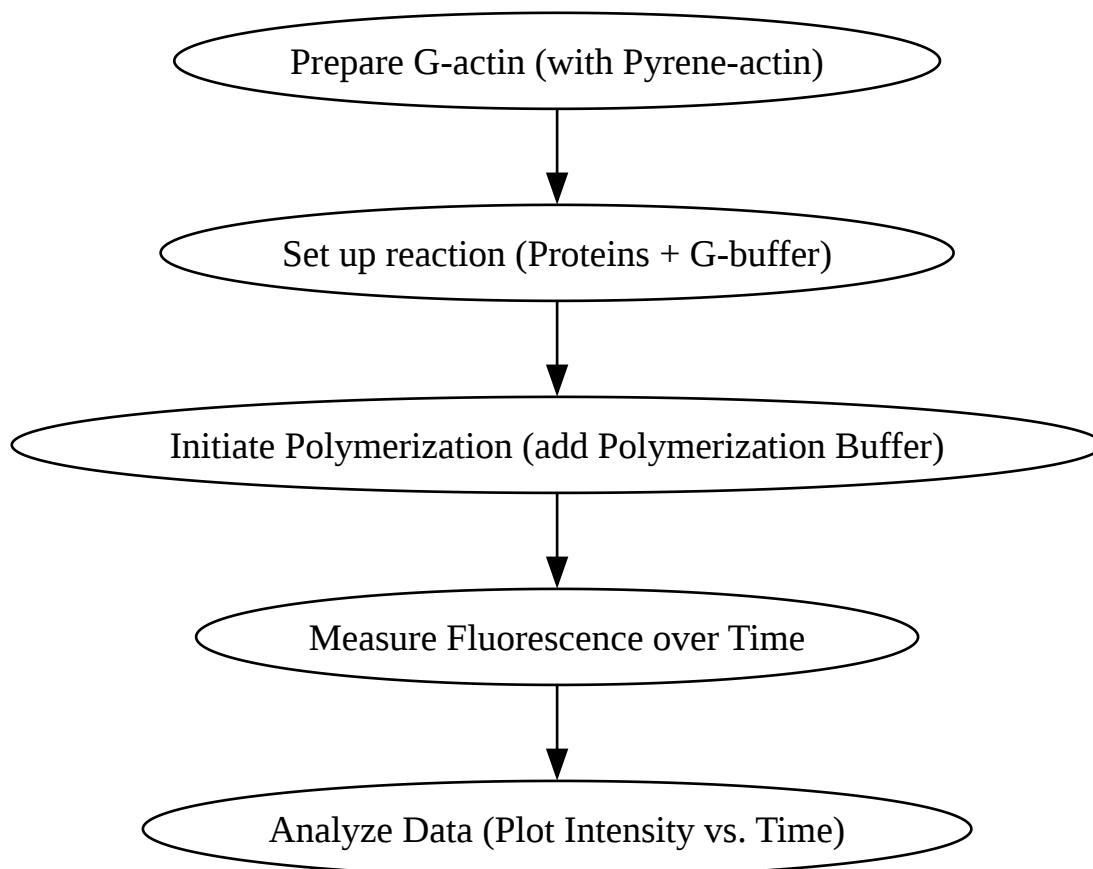 Prepare G-actin (with Pyrene-actin)
Set up reaction (Proteins + G-buffer)
Initiate Polymerization (add Polymerization Buffer)
Measure Fluorescence over Time
Analyze Data (Plot Intensity vs. Time)